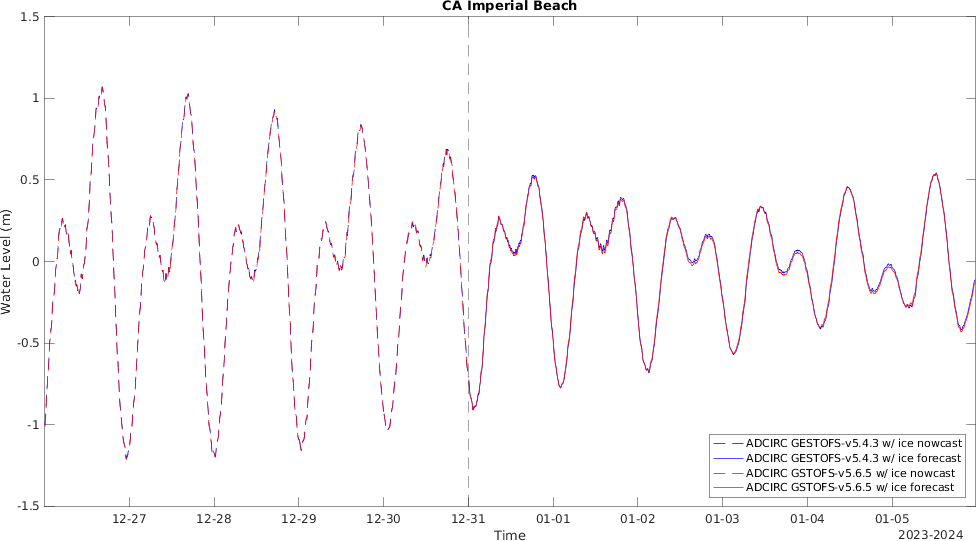 CA Imperial Beach
1.5
1
0.5
0
-0.5
-1
-1.5
Water Level (m)
12-27 12-28 12-29 12-30 12-31 01-01 01-02 01-03 01-04 01-05
Time
2023-2024
ADCIRC GESTOFS-v5.4.3 w/ ice nowcast
ADCIRC GESTOFS-v5.4.3 w/ ice forecast
ADCIRC GSTOFS-v5.6.5 w/ ice nowcast
ADCIRC GSTOFS-v5.6.5 w/ ice forecast